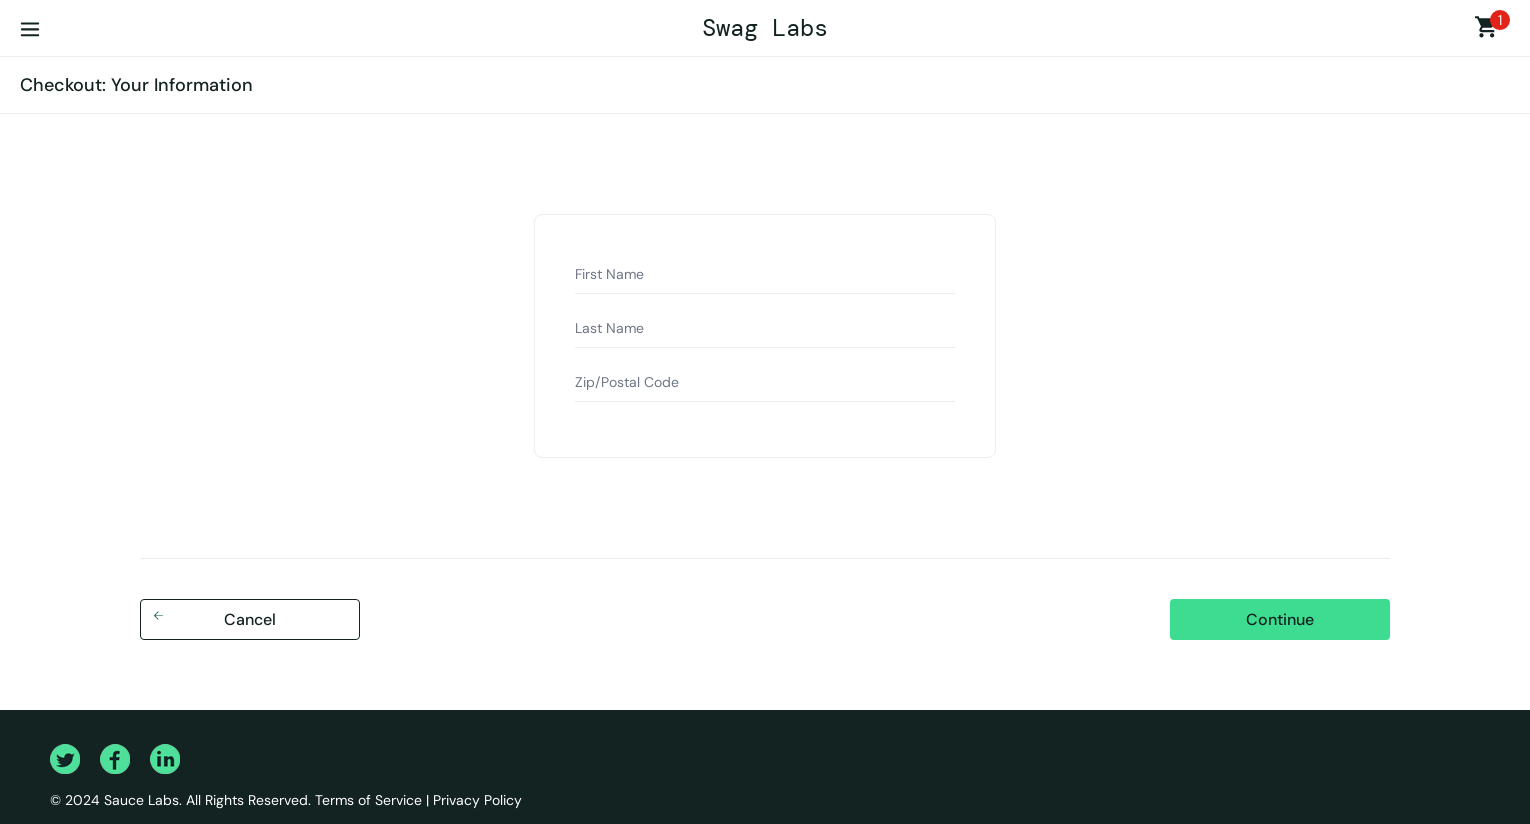 Swag Labs
1
Checkout: Your Information
First Name
Last Name
Zip/Postal Code
Cancel
Continue
© 2024 Sauce Labs. All Rights Reserved. Terms of Service | Privacy Policy